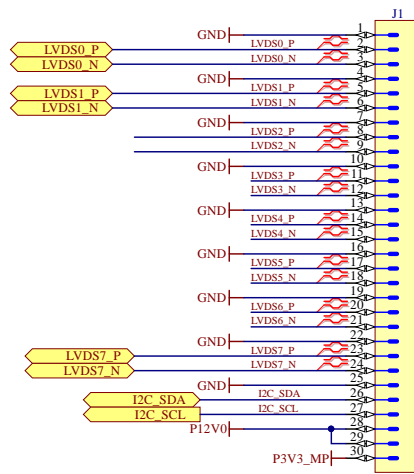 J1
GND 1
LVDS0_P LVDS0_P 2
LVDS0_N LVDS0_N 3
GND 4
LVDS1_P LVDS1_P 5
LVDS1_N LVDS1_N 6
GND 7
LVDS2_P 8
LVDS2_N 9
GND 10
LVDS3_P 11
LVDS3_N 12
GND 13
LVDS4_P 14
LVDS4_N 15
GND 16
LVDS5_P 17
LVDS5_N 18
GND 19
LVDS6_P 20
LVDS6_N 21
GND 22
LVDS7_P LVDS7_P 23
LVDS7_N LVDS7_N 24
GND 25
I2C_SDA I2C_SDA 26
I2C_SCL I2C_SCL 27
P12V0 28
29
P3V3_MP 30